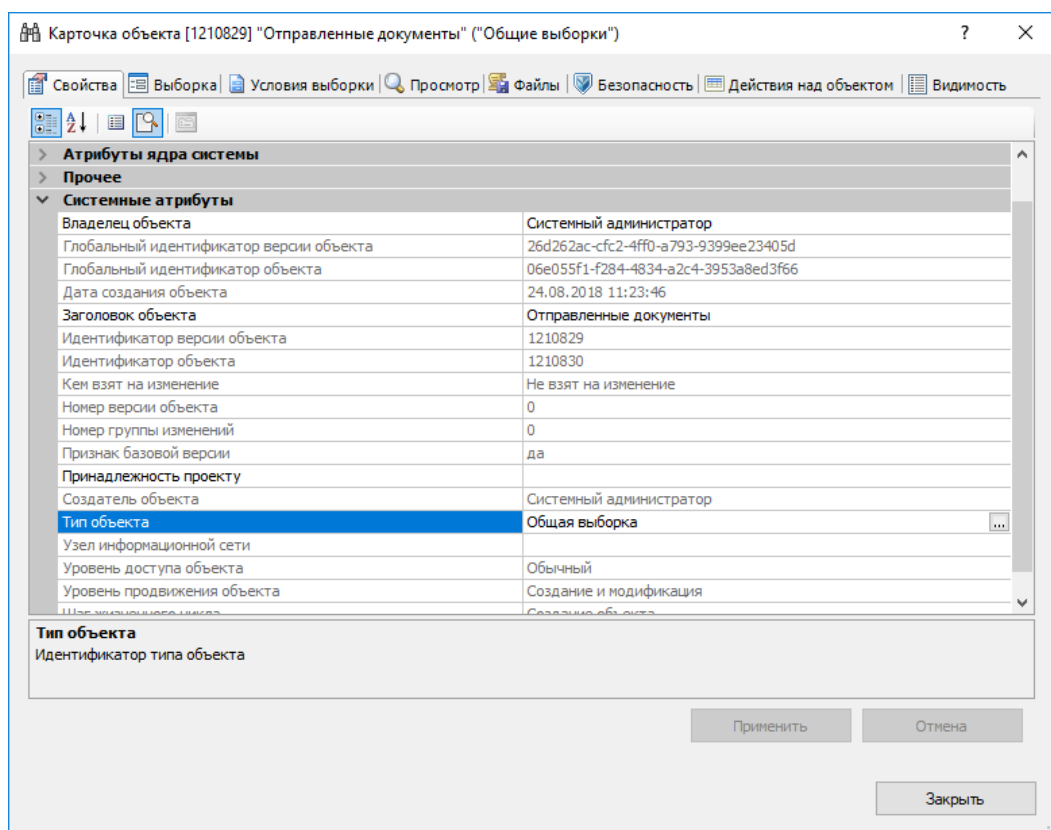 Карточка объекта [1210829] "Отправленные документы" ("Общие выборки") ?
Свойства Выборка Условия выборки Просмотр Файлы Безопасность Действия над объектом Видимость
Атрибуты ядра системы
Прочее
Системные атрибуты
Владелец объекта Системный администратор
Глобальный идентификатор версии объекта 26d262ac-cfc2-4ff0-a793-9399ee23405d
Глобальный идентификатор объекта 06e055f1-f284-4834-a2c4-3953a8ed3f66
Дата создания объекта 24.08.2018 11:23:46
Заголовок объекта Отправленные документы
Идентификатор версии объекта 1210829
Идентификатор объекта 1210830
Кем взят на изменение Не взят на изменение
Номер версии объекта 0
Номер группы изменений 0
Признак базовой версии да
Принадлежность проекту
Создатель объекта Системный администратор
Тип объекта Общая выборка ...
Узел информационной сети
Уровень доступа объекта Обычный
Уровень продвижения объекта Создание и модификация
Шаг жизненного цикла Создание объекта
Тип объекта
Идентификатор типа объекта
Применить Отмена
Закрыть